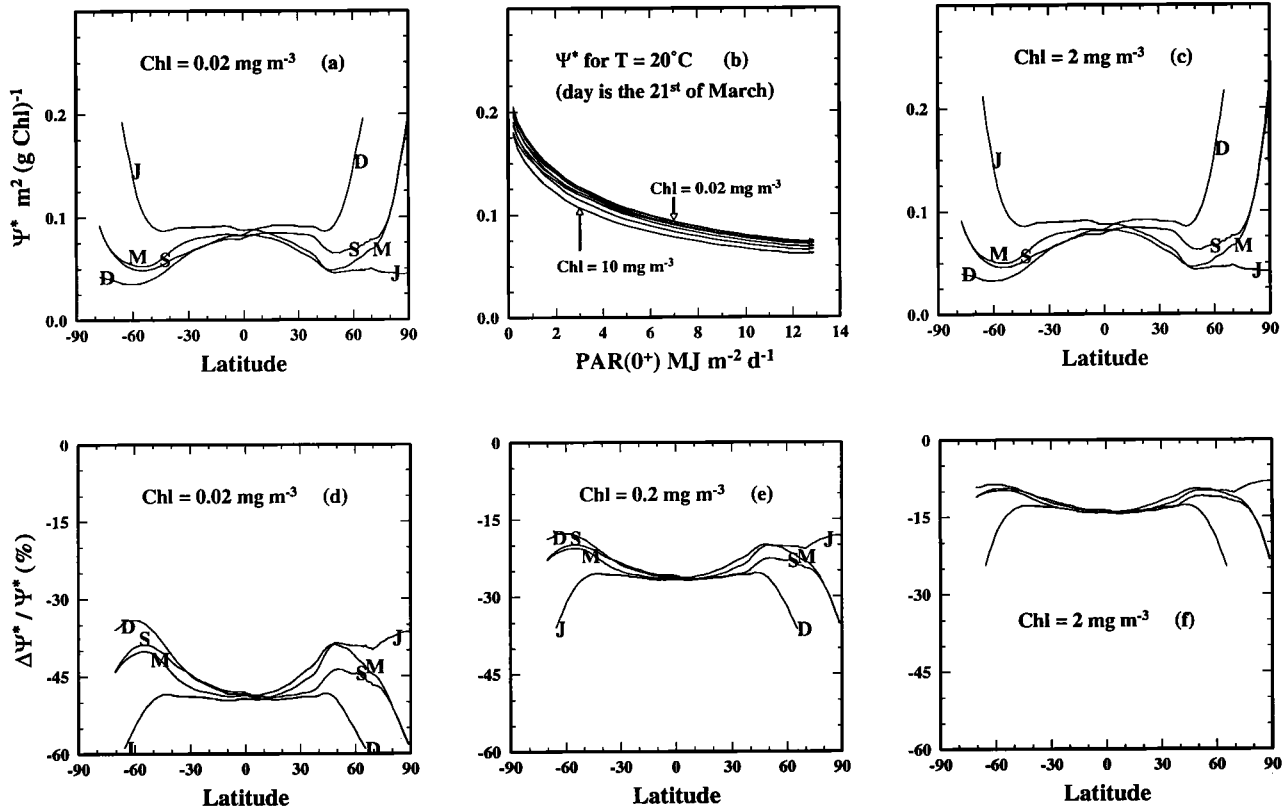 Chl = 0.02 mg m⁻³ (a)
Ψ* m² (g Chl)⁻¹
0.2
0.1
0.0
J
D
M
S
D
S
M
J
-90 -60 -30 0 30 60 90
Latitude
Ψ* for T = 20°C (b)
(day is the 21ˢᵗ of March)
0.2
0.1
0.0
Chl = 0.02 mg m⁻³
Chl = 10 mg m⁻³
0 2 4 6 8 10 12 14
PAR(0⁺) MJ m⁻² d⁻¹
Chl = 2 mg m⁻³ (c)
0.2
0.1
0.0
J
D
M
S
D
S
M
J
-90 -60 -30 0 30 60 90
Latitude
Chl = 0.02 mg m⁻³ (d)
ΔΨ* / Ψ* (%)
-0
-15
-30
-45
-60
D
S
M
J
J
M
S
D
-90 -60 -30 0 30 60 90
Latitude
Chl = 0.2 mg m⁻³ (e)
-0
-15
-30
-45
-60
D S
M
J
J
M
S
D
-90 -60 -30 0 30 60 90
Latitude
-0
-15
-30
-45
-60
Chl = 2 mg m⁻³ (f)
-90 -60 -30 0 30 60 90
Latitude